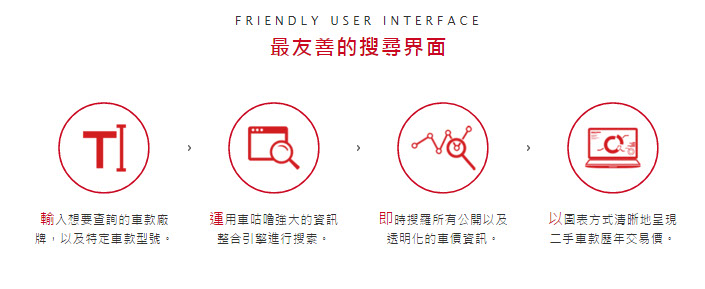 FRIENDLY USER INTERFACE
最友善的搜尋界面
T
輸入想要查詢的車款廠
牌，以及特定車款型號。
運用車咕嚕強大的資訊
整合引擎進行搜索。
即時搜羅所有公開以及
透明化的車價資訊。
以圖表方式清晰地呈現
二手車款歷年交易價。